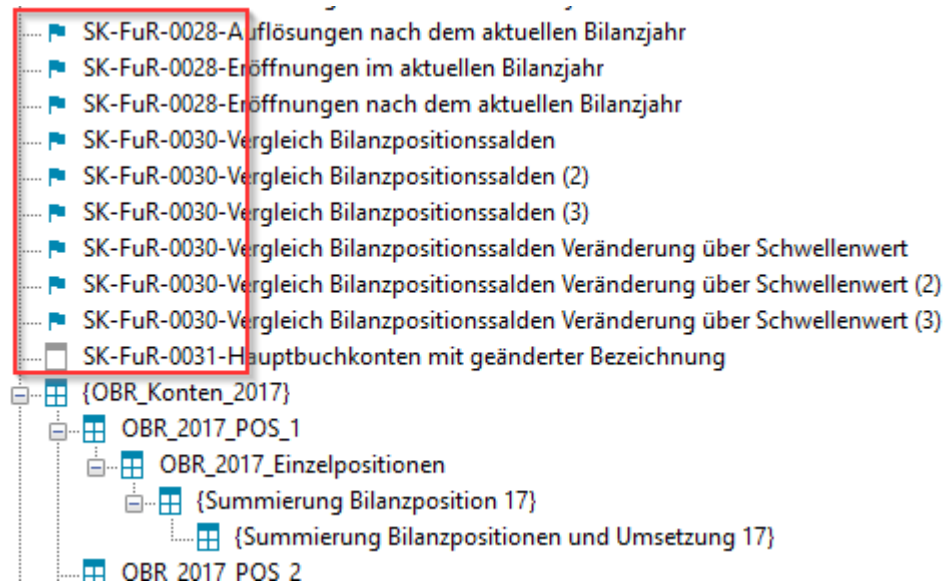 SK-FuR-0028-Auflösungen nach dem aktuellen Bilanzjahr
SK-FuR-0028-Eröffnungen im aktuellen Bilanzjahr
SK-FuR-0028-Eröffnungen nach dem aktuellen Bilanzjahr
SK-FuR-0030-Vergleich Bilanzpositionssalden
SK-FuR-0030-Vergleich Bilanzpositionssalden (2)
SK-FuR-0030-Vergleich Bilanzpositionssalden (3)
SK-FuR-0030-Vergleich Bilanzpositionssalden Veränderung über Schwellenwert
SK-FuR-0030-Vergleich Bilanzpositionssalden Veränderung über Schwellenwert (2)
SK-FuR-0030-Vergleich Bilanzpositionssalden Veränderung über Schwellenwert (3)
SK-FuR-0031-Hauptbuchkonten mit geänderter Bezeichnung
{OBR_Konten_2017}
OBR_2017_POS_1
OBR_2017_Einzelpositionen
{Summierung Bilanzposition 17}
{Summierung Bilanzpositionen und Umsetzung 17}
OBR_2017_POS_2